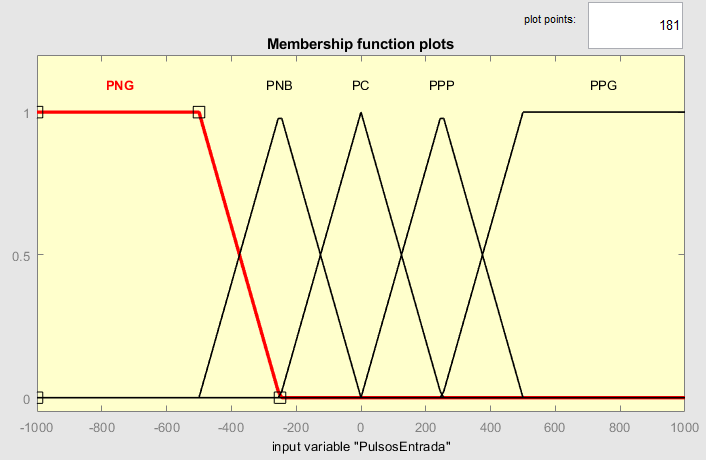 plot points: 181
Membership function plots
PNG PNB PC PPP PPG
1
0.5
0
-1000 -800 -600 -400 -200 0 200 400 600 800 1000
input variable "PulsosEntrada"